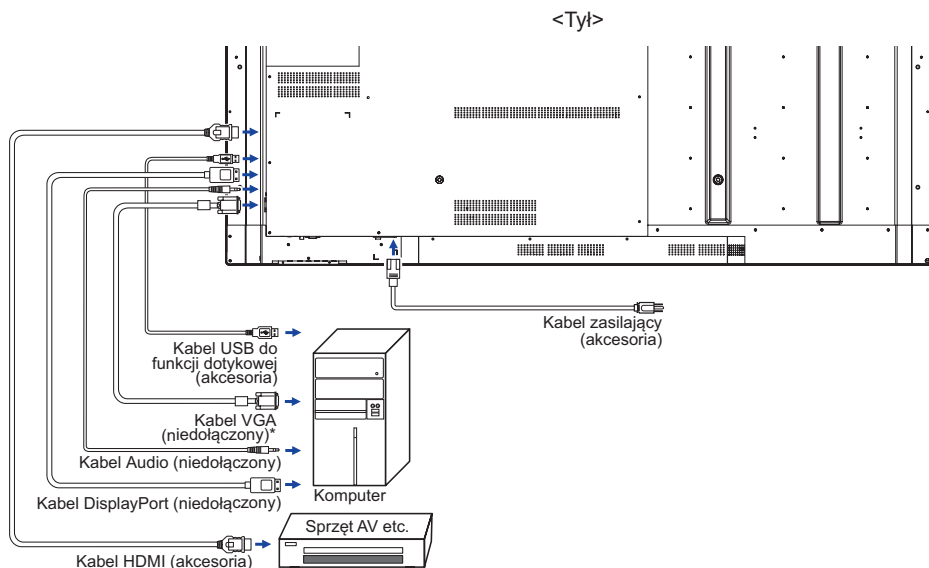 <Tył>
Kabel zasilający
(akcesoria)
Kabel USB do
funkcji dotykowej
(akcesoria)
Kabel VGA
(niedołączony)*
Kabel Audio (niedołączony)
Kabel DisplayPort (niedołączony)
Komputer
Sprzęt AV etc.
Kabel HDMI (akcesoria)